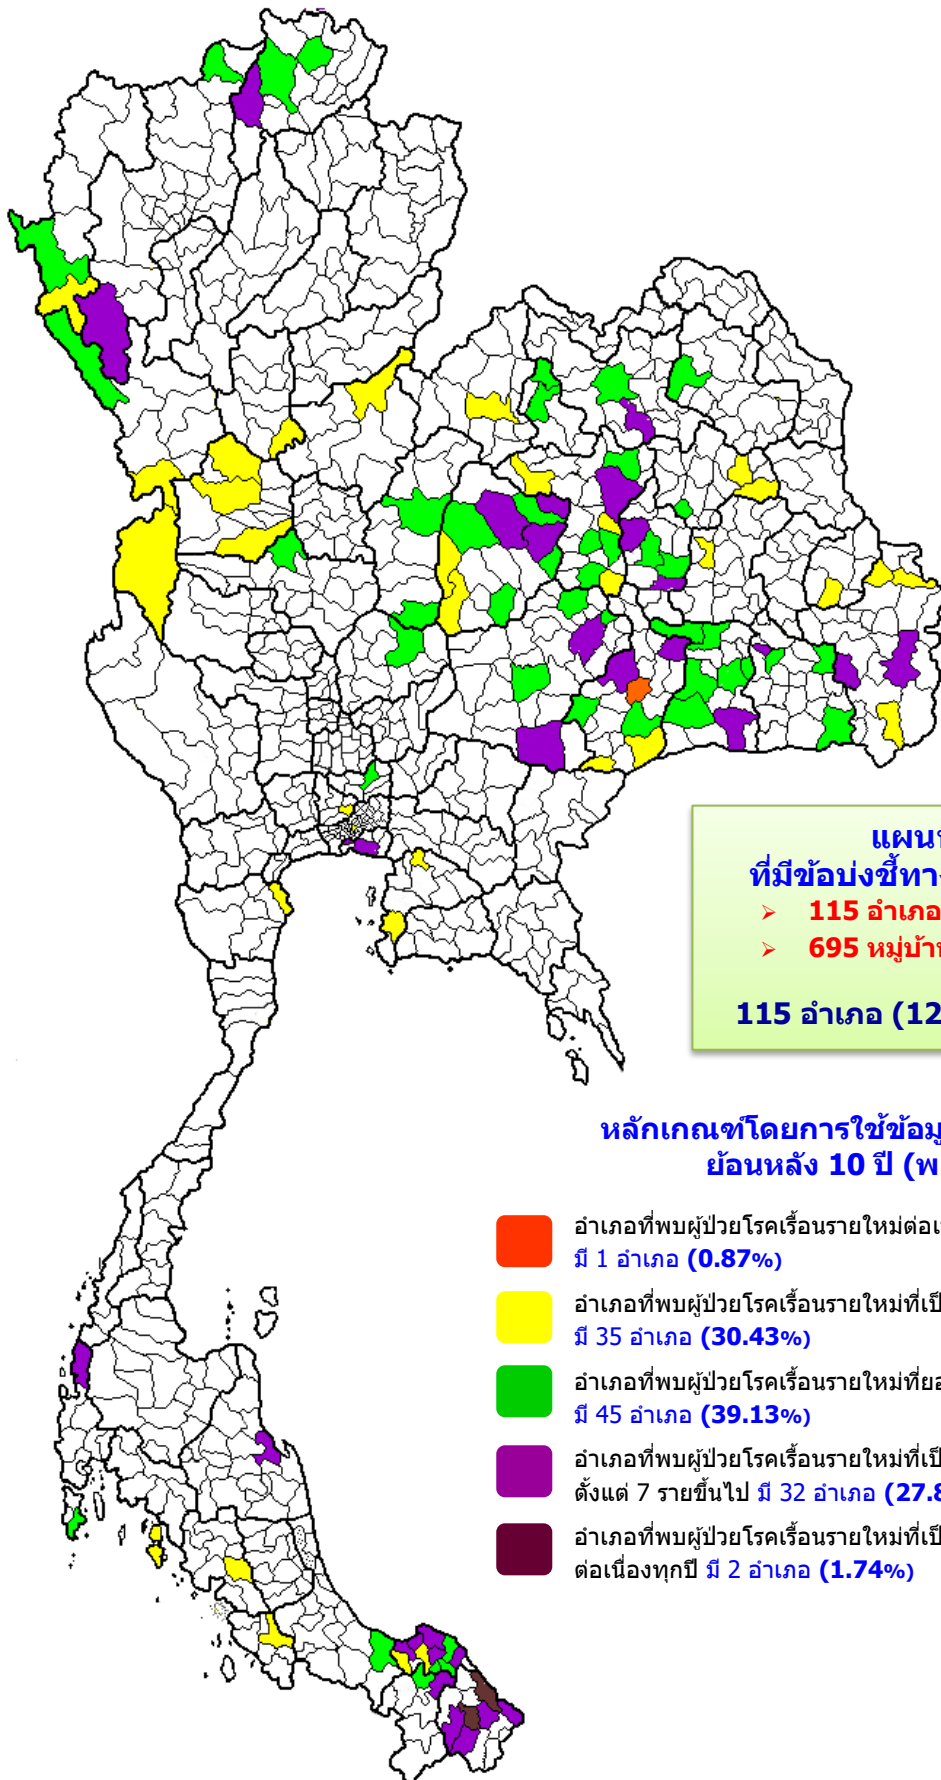 แผนท
ที่มีข้อบ่งชี้ทาง
➢ 115 อำเภอ
➢ 695 หมู่บ้าน
115 อำเภอ (12
หลักเกณฑ์โดยการใช้ข้อมู
ย้อนหลัง 10 ปี (พ
อำเภอที่พบผู้ป่วยโรคเรื้อนรายใหม่ต่อเ
มี 1 อำเภอ (0.87%)
อำเภอที่พบผู้ป่วยโรคเรื้อนรายใหม่ที่เป็
มี 35 อำเภอ (30.43%)
อำเภอที่พบผู้ป่วยโรคเรื้อนรายใหม่ที่ยอ
มี 45 อำเภอ (39.13%)
อำเภอที่พบผู้ป่วยโรคเรื้อนรายใหม่ที่เป็
ตั้งแต่ 7 รายขึ้นไป มี 32 อำเภอ (27.8
อำเภอที่พบผู้ป่วยโรคเรื้อนรายใหม่ที่เป็
ต่อเนื่องทุกปี มี 2 อำเภอ (1.74%)